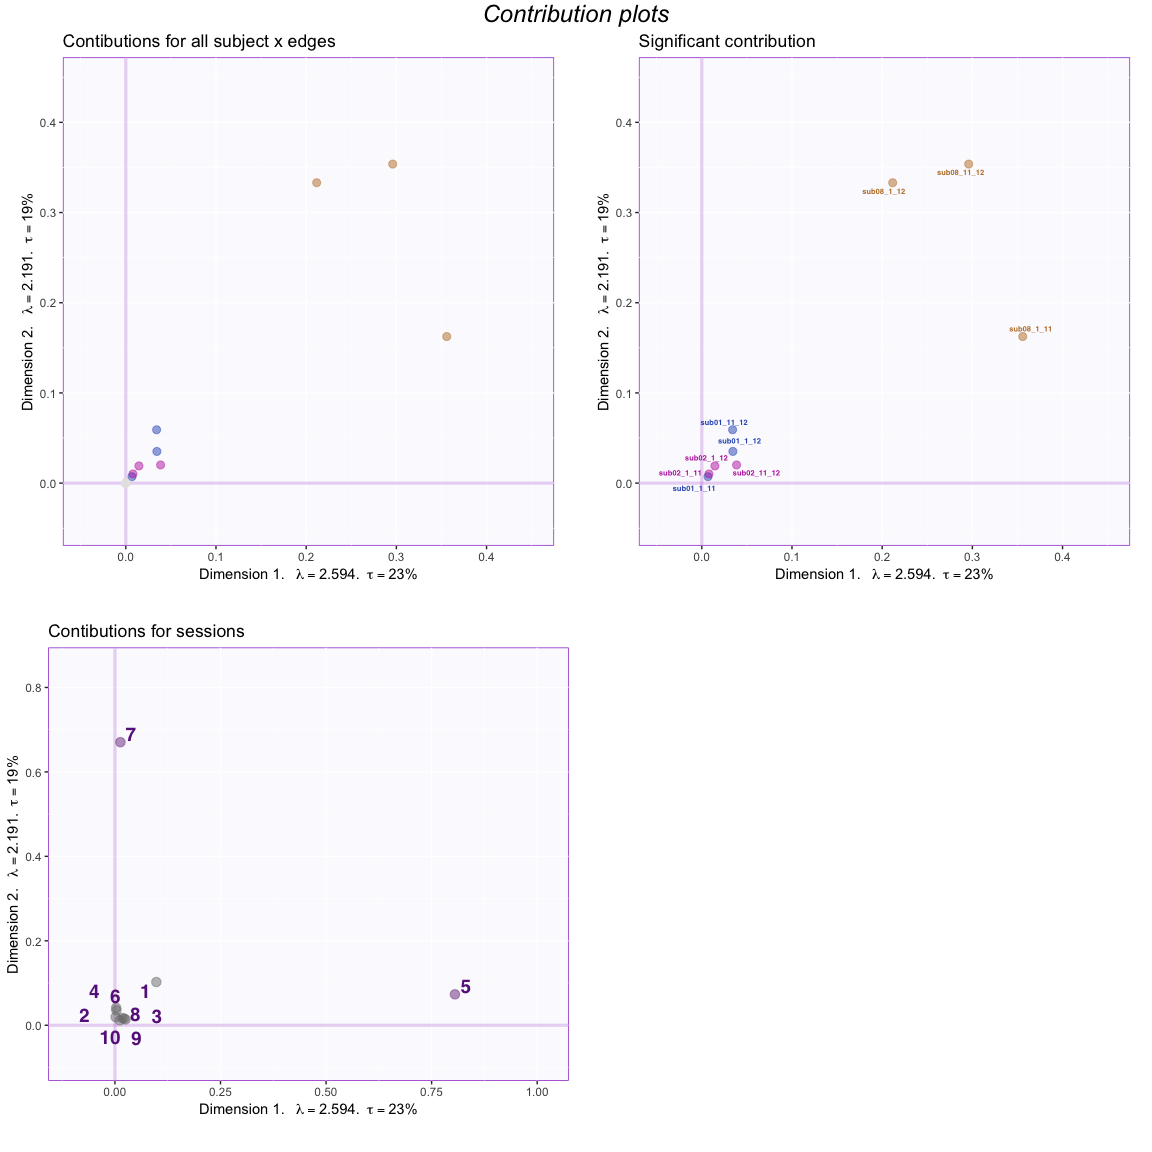 Contribution plots
Contibutions for all subject x edges
Significant contribution
0.4
0.3
0.2
0.1
0.0
Dimension 2.   λ = 2.191.   τ = 19%
0.0 0.1 0.2 0.3 0.4
Dimension 1.   λ = 2.594.   τ = 23%
0.4
0.3
0.2
0.1
0.0
Dimension 2.   λ = 2.191.   τ = 19%
sub08_11_12
sub08_1_12
sub08_1_11
sub01_11_12
sub01_1_12
sub02_1_12
sub02_1_11
sub02_11_12
sub01_1_11
0.0 0.1 0.2 0.3 0.4
Dimension 1.   λ = 2.594.   τ = 23%
Contibutions for sessions
0.8
0.6
0.4
0.2
0.0
Dimension 2.   λ = 2.191.   τ = 19%
7
5
4
6
1
2
8
3
10
9
0.00 0.25 0.50 0.75 1.00
Dimension 1.   λ = 2.594.   τ = 23%